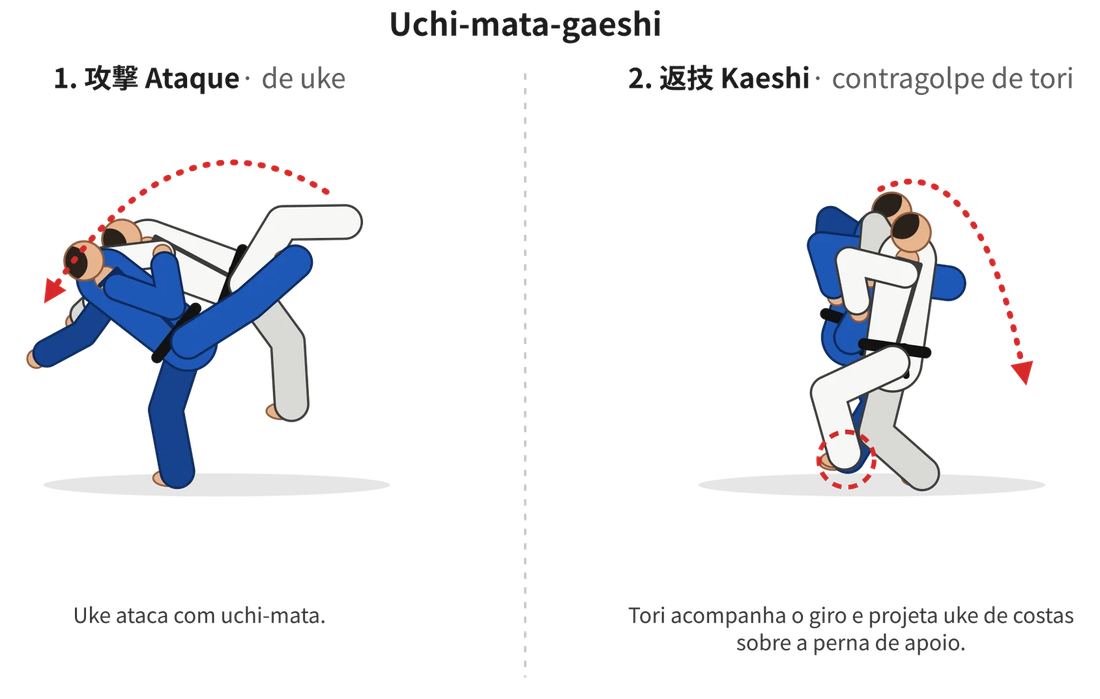 Uchi-mata-gaeshi
1. 攻撃 Ataque · de uke
2. 返技 Kaeshi · contragolpe de tori
Uke ataca com uchi-mata.
Tori acompanha o giro e projeta uke de costas
sobre a perna de apoio.